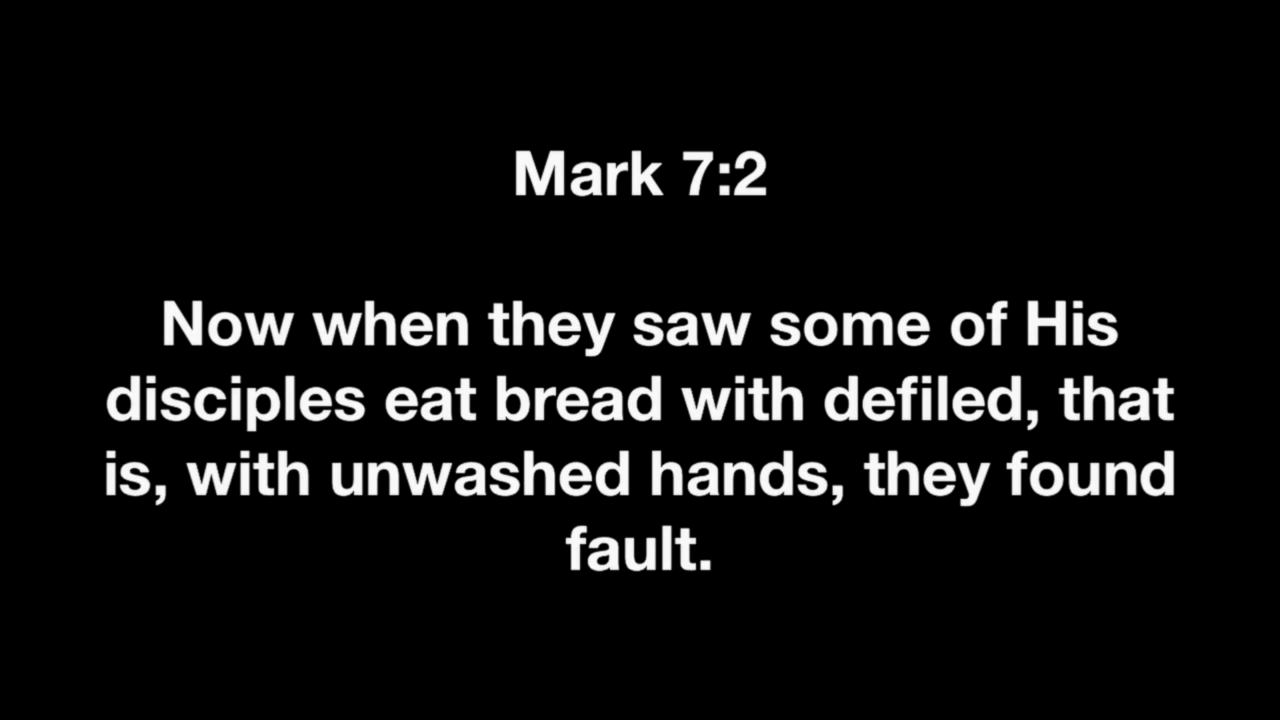 Mark 7:2
Now when they saw some of His
disciples eat bread with defiled, that
is, with unwashed hands, they found
fault.